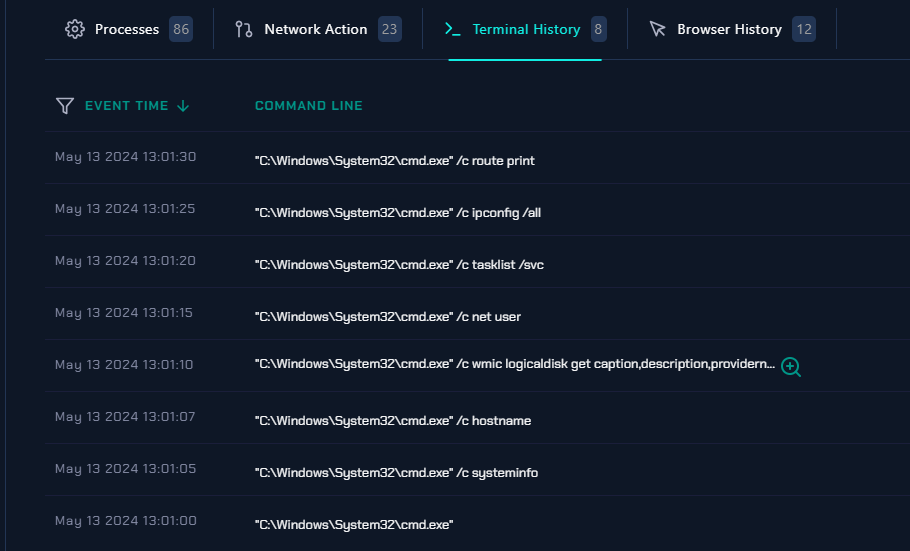 Processes 86 Network Action 23 Terminal History 8 Browser History 12
EVENT TIME COMMAND LINE
May 13 2024 13:01:30 "C:\Windows\System32\cmd.exe" /c route print
May 13 2024 13:01:25 "C:\Windows\System32\cmd.exe" /c ipconfig /all
May 13 2024 13:01:20 "C:\Windows\System32\cmd.exe" /c tasklist /svc
May 13 2024 13:01:15 "C:\Windows\System32\cmd.exe" /c net user
May 13 2024 13:01:10 "C:\Windows\System32\cmd.exe" /c wmic logicaldisk get caption,description,providern...
May 13 2024 13:01:07 "C:\Windows\System32\cmd.exe" /c hostname
May 13 2024 13:01:05 "C:\Windows\System32\cmd.exe" /c systeminfo
May 13 2024 13:01:00 "C:\Windows\System32\cmd.exe"